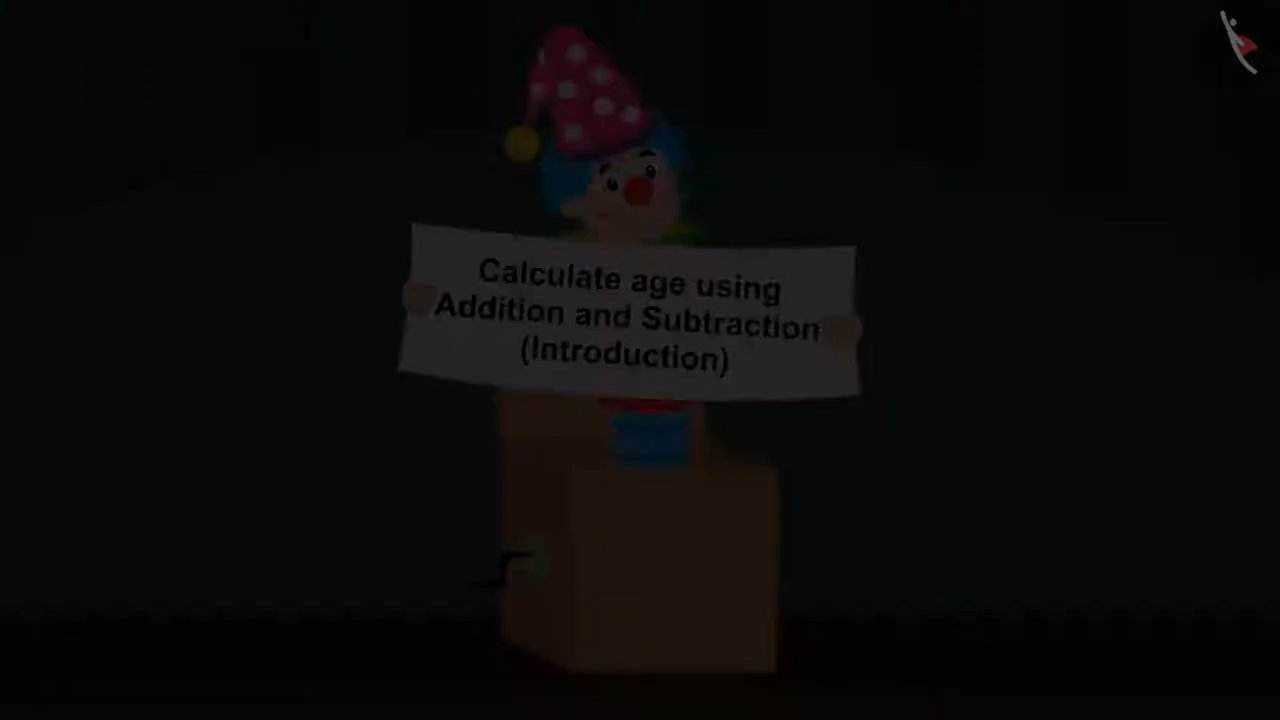 Calculate age using
Addition and Subtraction
(Introduction)